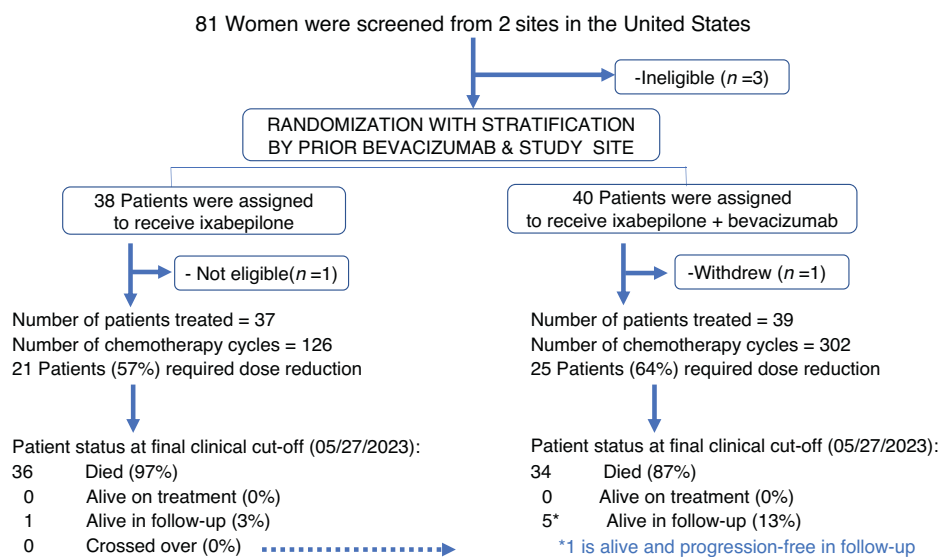 81 Women were screened from 2 sites in the United States
-Ineligible (n =3)
RANDOMIZATION WITH STRATIFICATION
BY PRIOR BEVACIZUMAB & STUDY SITE
38 Patients were assigned
to receive ixabepilone
- Not eligible(n =1)
Number of patients treated = 37
Number of chemotherapy cycles = 126
21 Patients (57%) required dose reduction
Patient status at final clinical cut-off (05/27/2023):
36 Died (97%)
0 Alive on treatment (0%)
1 Alive in follow-up (3%)
0 Crossed over (0%)
40 Patients were assigned
to receive ixabepilone + bevacizumab
-Withdrew (n =1)
Number of patients treated = 39
Number of chemotherapy cycles = 302
25 Patients (64%) required dose reduction
Patient status at final clinical cut-off (05/27/2023):
34 Died (87%)
0 Alive on treatment (0%)
5* Alive in follow-up (13%)
*1 is alive and progression-free in follow-up